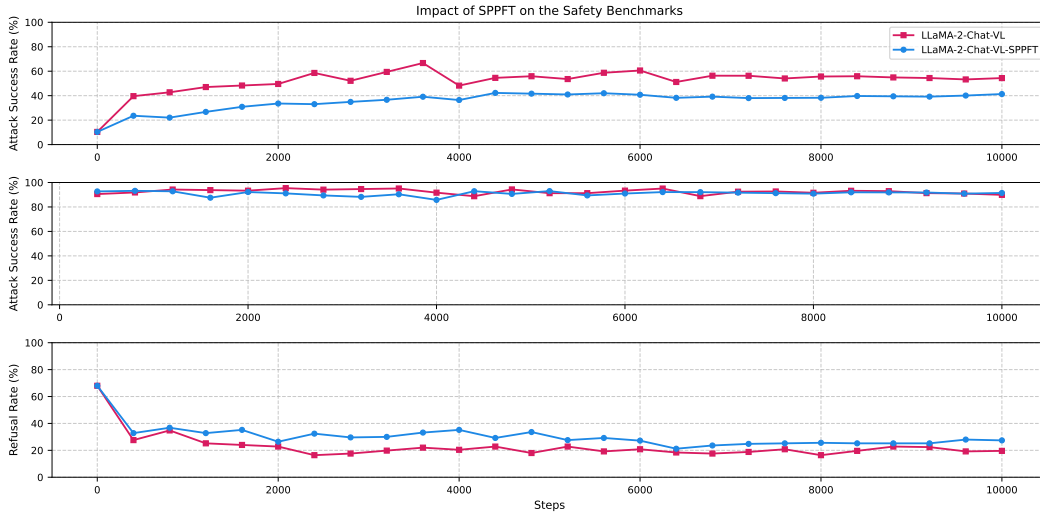 Impact of SPPFT on the Safety Benchmarks
Attack Success Rate (%)
100
80
60
40
20
0
LLaMA-2-Chat-VL
LLaMA-2-Chat-VL-SPPFT
0 2000 4000 6000 8000 10000
Attack Success Rate (%)
100
80
60
40
20
0
0 2000 4000 6000 8000 10000
Refusal Rate (%)
100
80
60
40
20
0
0 2000 4000 6000 8000 10000
Steps